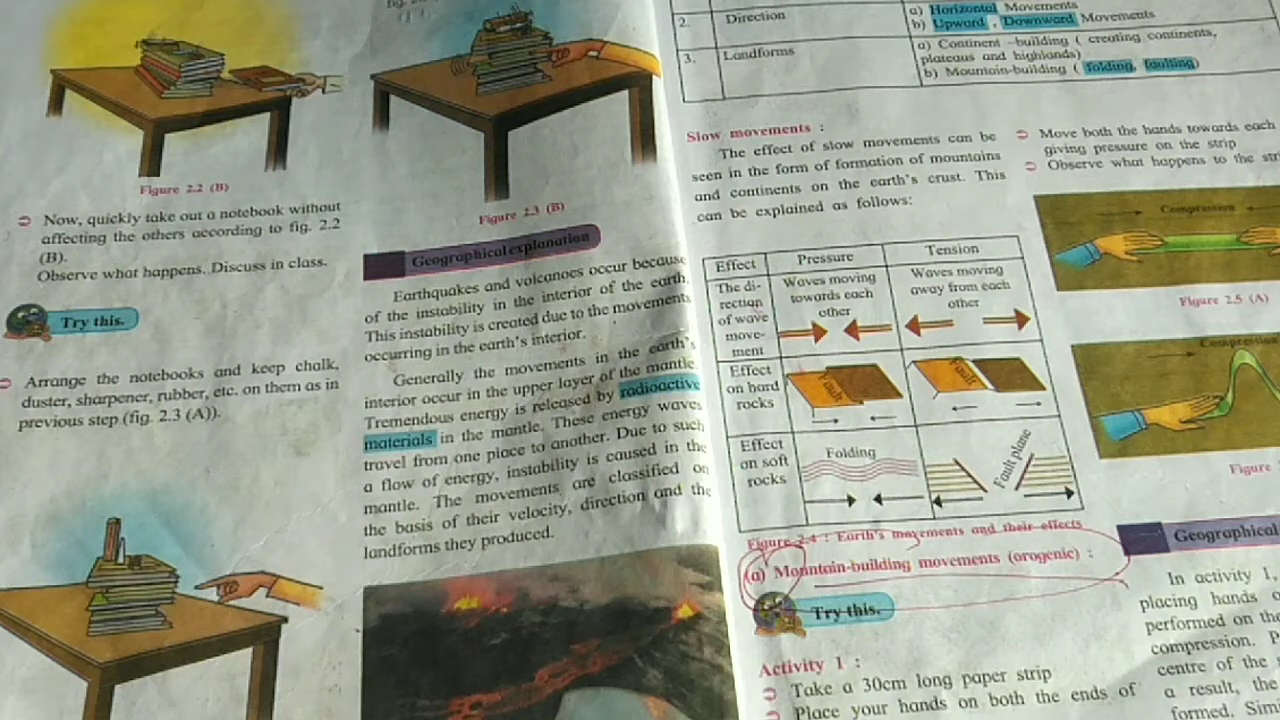 Figure 2.2 (B)
Now, quickly take out a notebook without
affecting the others according to fig. 2.2
(B).
Observe what happens. Discuss in class.
Try this.
Arrange the notebooks and keep chalk,
duster, sharpener, rubber, etc. on them as in
previous step (fig. 2.3 (A)).
Figure 2.3 (B)
Geographical explanation
Earthquakes and volcanoes occur because
of the instability in the interior of the earth.
This instability is created due to the movements
occurring in the earth's interior.
Generally the movements in the earth's
interior occur in the upper layer of the mantle.
Tremendous energy is released by radioactive
materials in the mantle. These energy waves
travel from one place to another. Due to such
a flow of energy, instability is caused in the
mantle. The movements are classified on
the basis of their velocity, direction and the
landforms they produced.
2.
Direction
a) Horizontal Movements
b) Upward , Downward Movements
3.
Landforms
a) Continent –building ( creating continents,
plateaus and highlands)
b) Mountain-building ( folding, faulting)
Slow movements :
The effect of slow movements can be
seen in the form of formation of mountains
and continents on the earth's crust. This
can be explained as follows:
Effect
Pressure
Tension
The di-
rection
of wave
move-
ment
Waves moving
towards each
other
Waves moving
away from each
other
Effect
on hard
rocks
Fault
Fault
Effect
on soft
rocks
Folding
Fault plane
Figure 2.4 : Earth's movements and their effects
(a) Mountain-building movements (orogenic) :
Try this.
Activity 1 :
Take a 30cm long paper strip
Place your hands on both the ends of
Move both the hands towards each
giving pressure on the strip
Observe what happens to the
Compression
Figure 2.5 (A)
Compression
Figure
Geographical
In activity 1,
placing hands
performed on the
compression.
centre of the
a result, the
formed.